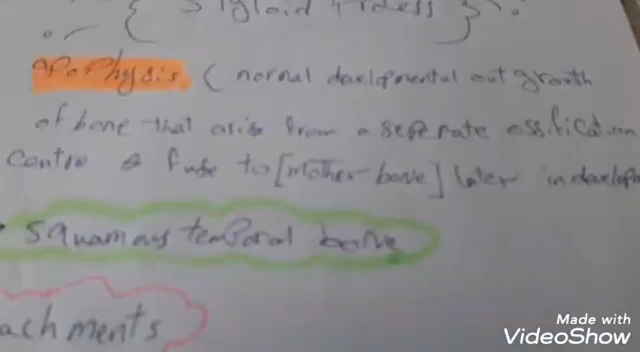 { Styloid Process }
Apophysis ( normal developmental out growth
of bone that arise from a seperate ossification
Centre & fuse to [mother bone] later in develop
squamous temporal bone
achments
Made with
VideoShow